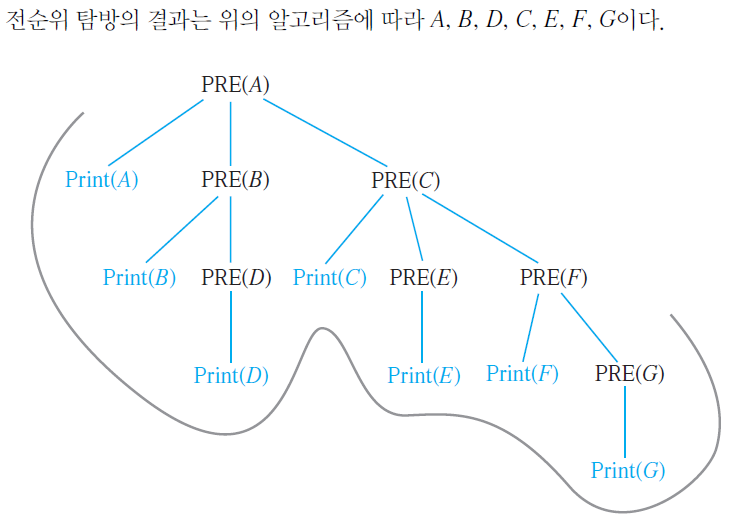 전순위 탐방의 결과는 위의 알고리즘에 따라 A, B, D, C, E, F, G이다.
PRE(A)
Print(A) PRE(B) PRE(C)
Print(B) PRE(D) Print(C) PRE(E) PRE(F)
Print(D) Print(E) Print(F) PRE(G)
Print(G)